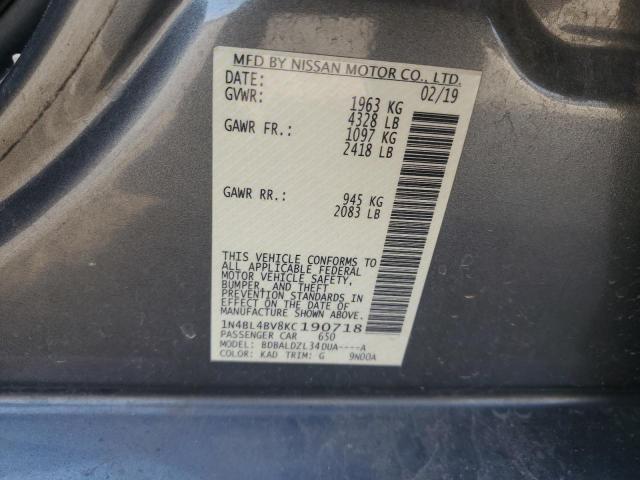 MFD BY NISSAN MOTOR CO., LTD.
DATE: 02/19
GVWR: 1963 KG
4328 LB
GAWR FR.: 1097 KG
2418 LB
GAWR RR.: 945 KG
2083 LB
THIS VEHICLE CONFORMS TO
ALL APPLICABLE FEDERAL
MOTOR VEHICLE SAFETY,
BUMPER, AND THEFT
PREVENTION STANDARDS IN
EFFECT ON THE DATE OF
MANUFACTURE SHOWN ABOVE.
1N4BL4BV8KC190718
PASSENGER CAR 650
MODEL: BDBALDZL34DUA----A
COLOR: KAD TRIM: G 9N00A